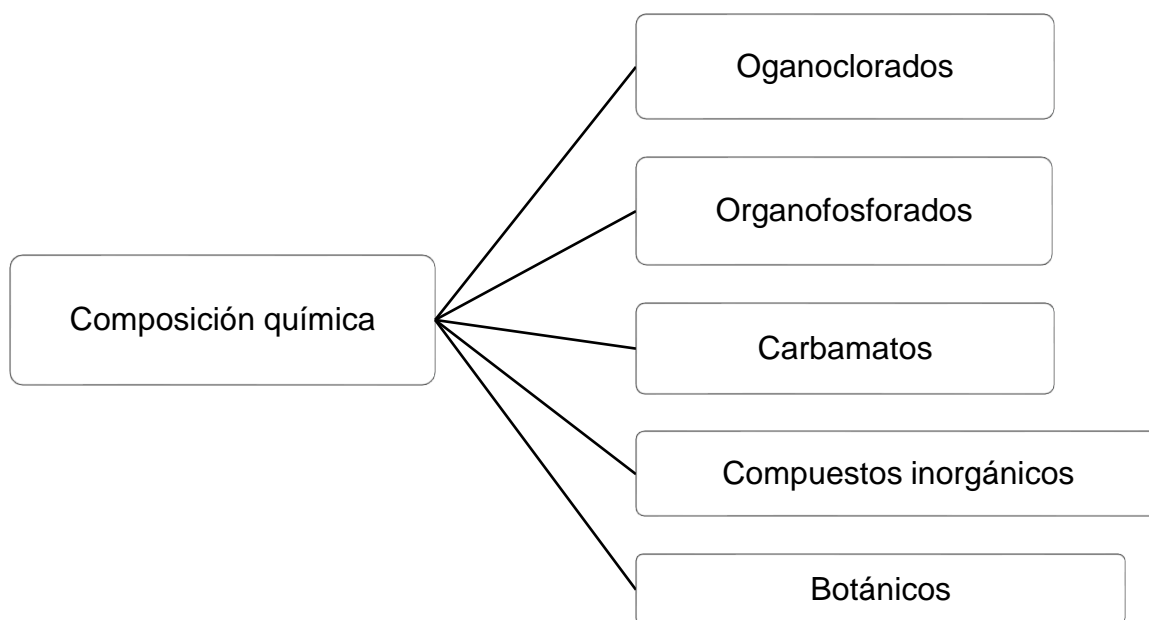 Oganoclorados
Organofosforados
Composición química
Carbamatos
Compuestos inorgánicos
Botánicos